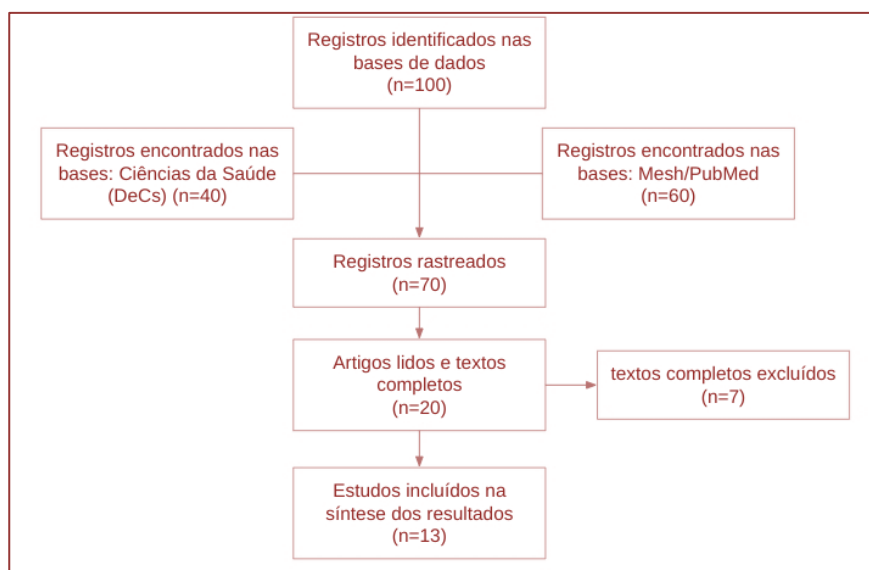 Registros identificados nas
bases de dados
(n=100)
Registros encontrados nas
bases: Ciências da Saúde
(DeCs) (n=40)
Registros encontrados nas
bases: Mesh/PubMed
(n=60)
Registros rastreados
(n=70)
Artigos lidos e textos
completos
(n=20)
textos completos excluídos
(n=7)
Estudos incluídos na
síntese dos resultados
(n=13)